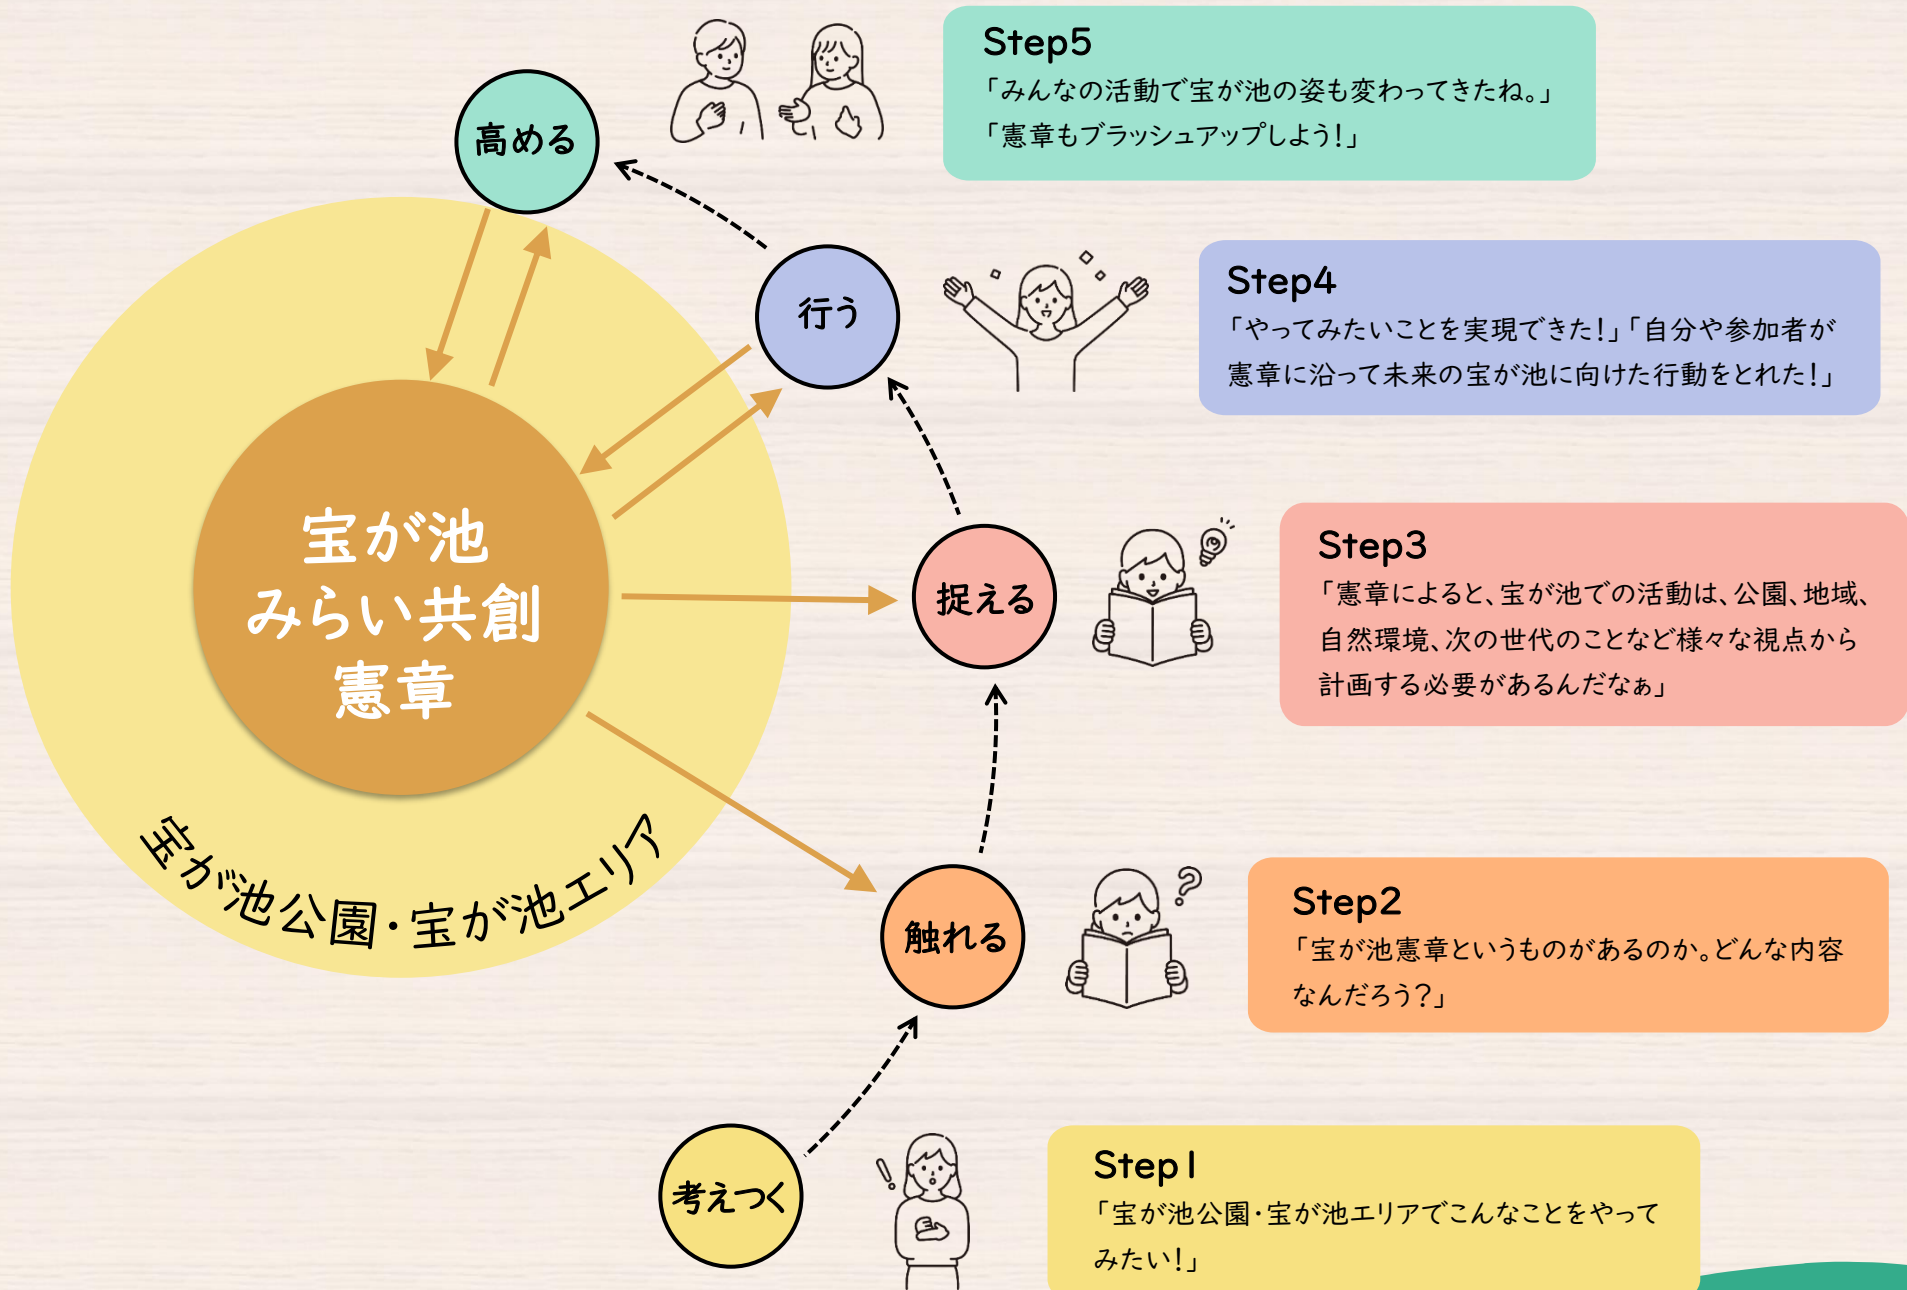 高める
Step5
「みんなの活動で宝が池の姿も変わってきたね。」
「憲章もブラッシュアップしよう！」
行う
Step4
「やってみたいことを実現できた！」「自分や参加者が
憲章に沿って未来の宝が池に向けた行動をとれた！」
宝が池
みらい共創
憲章
宝が池公園・宝が池エリア
捉える
Step3
「憲章によると、宝が池での活動は、公園、地域、
自然環境、次の世代のことなど様々な視点から
計画する必要があるんだなぁ」
触れる
Step2
「宝が池憲章というものがあるのか。どんな内容
なんだろう？」
考えつく
Step1
「宝が池公園・宝が池エリアでこんなことをやって
みたい！」